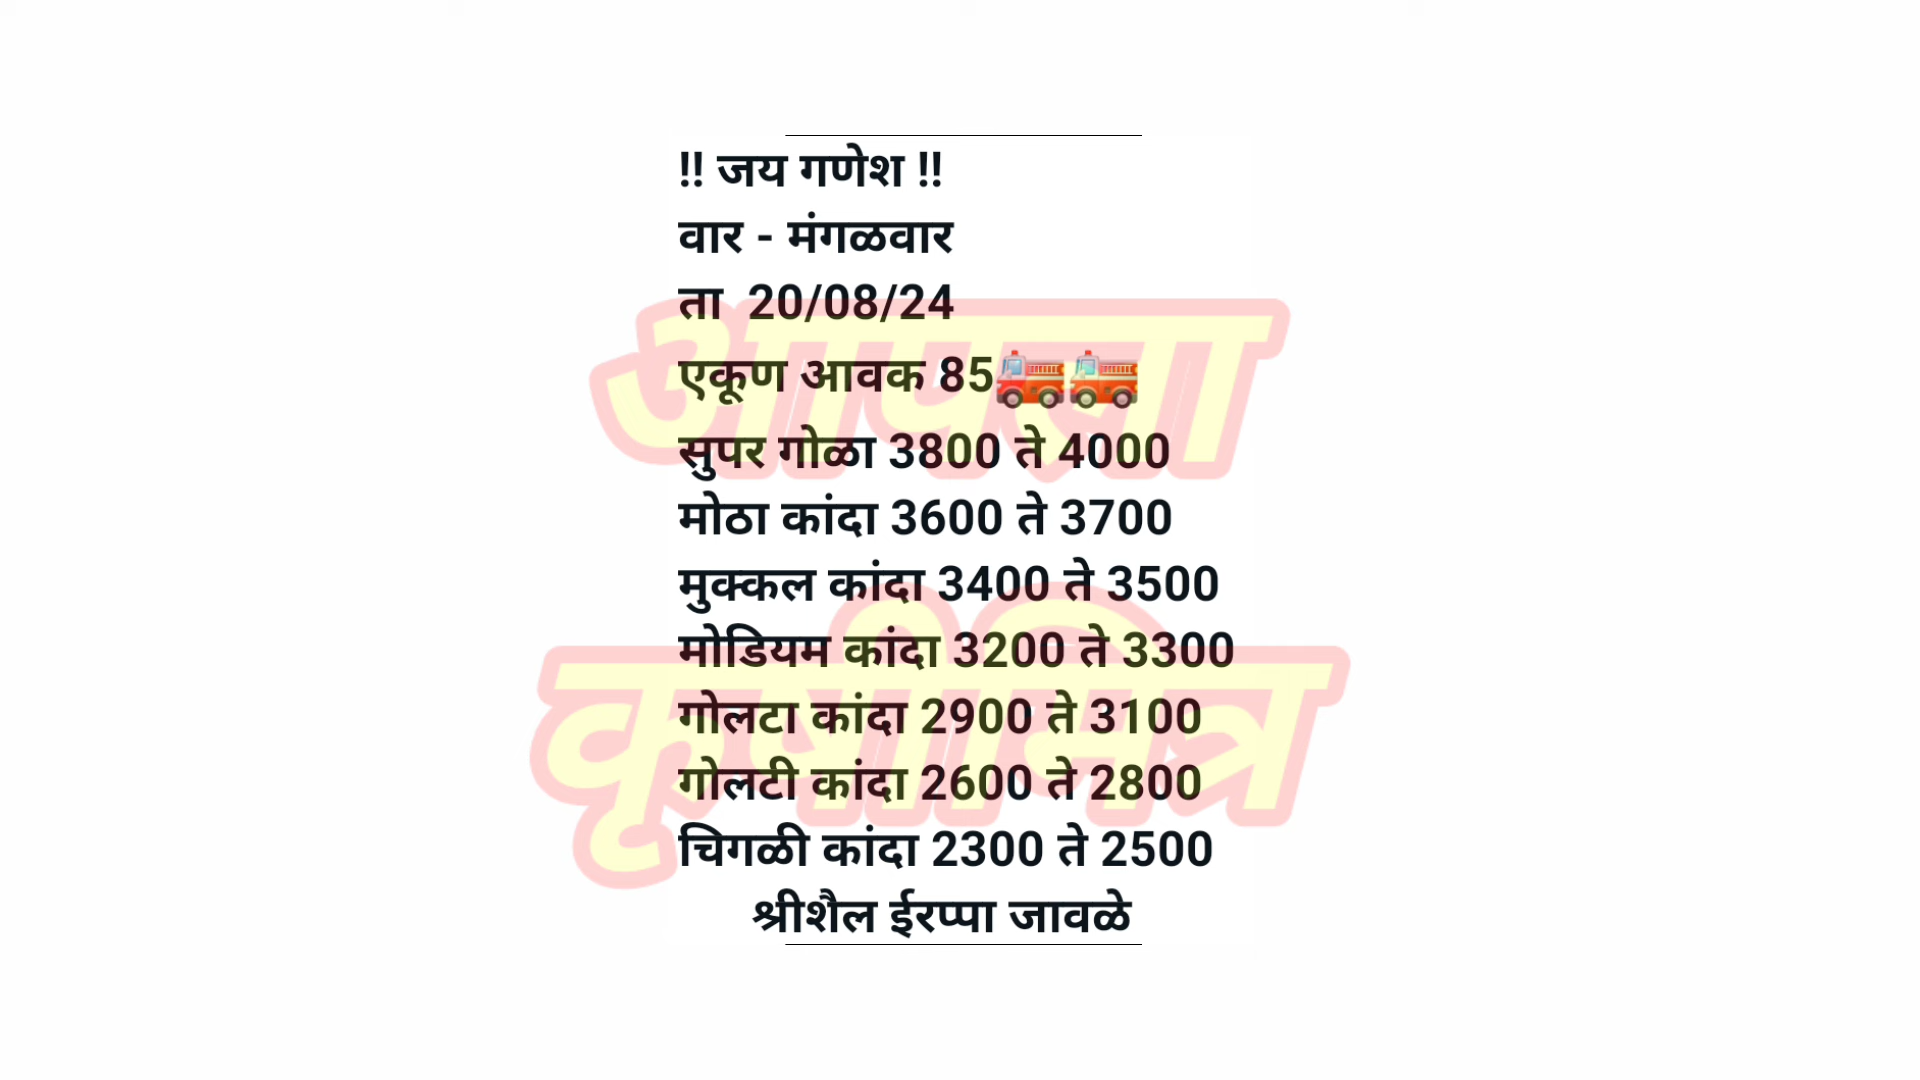 !! जय गणेश !!
वार - मंगळवार
ता 20/08/24
एकूण आवक 85🚒🚒
सुपर गोळा 3800 ते 4000
मोठा कांदा 3600 ते 3700
मुक्कल कांदा 3400 ते 3500
मोडियम कांदा 3200 ते 3300
गोलटा कांदा 2900 ते 3100
गोलटी कांदा 2600 ते 2800
चिगळी कांदा 2300 ते 2500
श्रीशैल ईरप्पा जावळे
आपला
कृषीमित्र